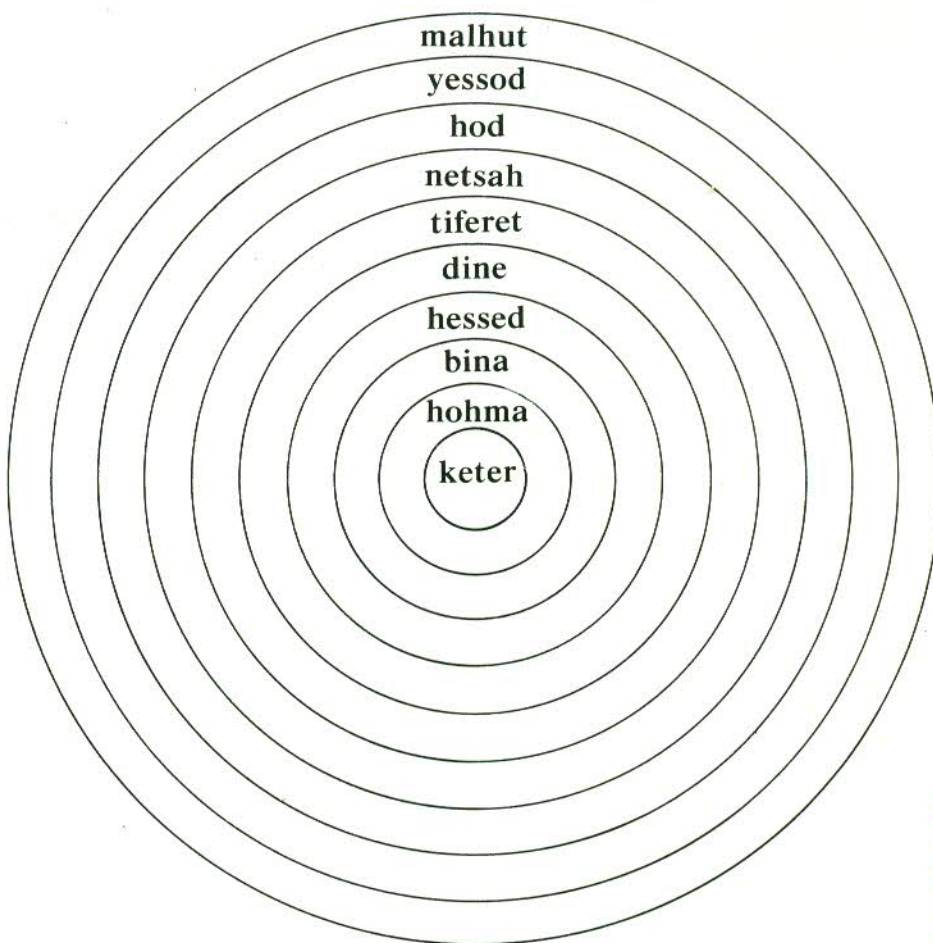 malhut
yessod
hod
netsah
tiferet
dine
hessed
bina
hohma
keter